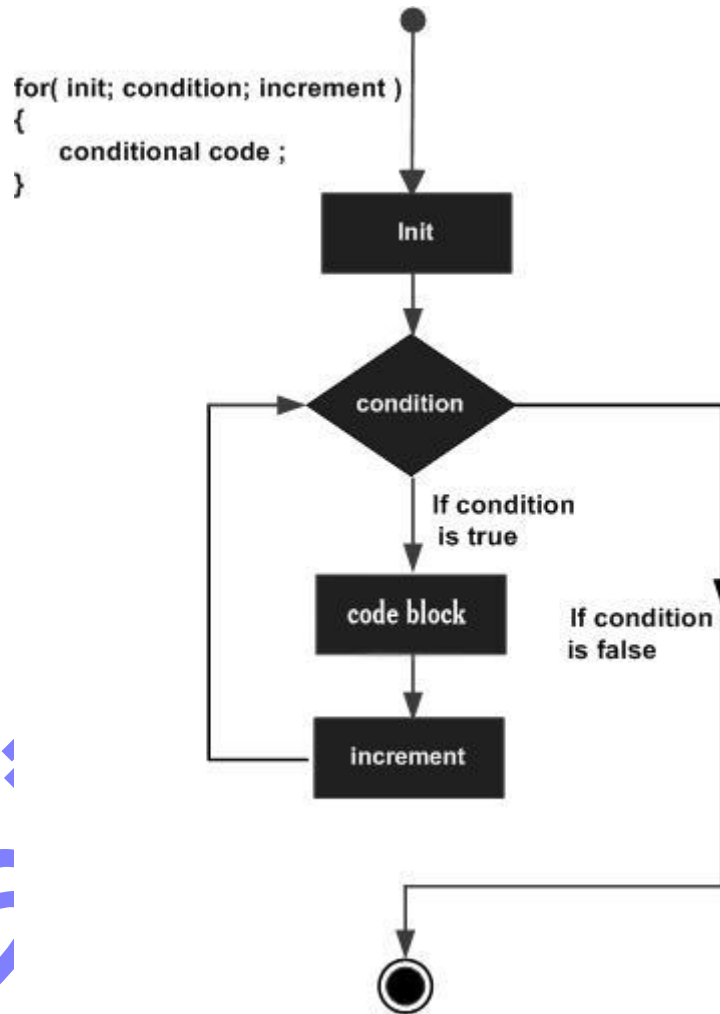 for( init; condition; increment )
{
conditional code ;
}
Init
condition
If condition
is true
code block
If condition
is false
increment